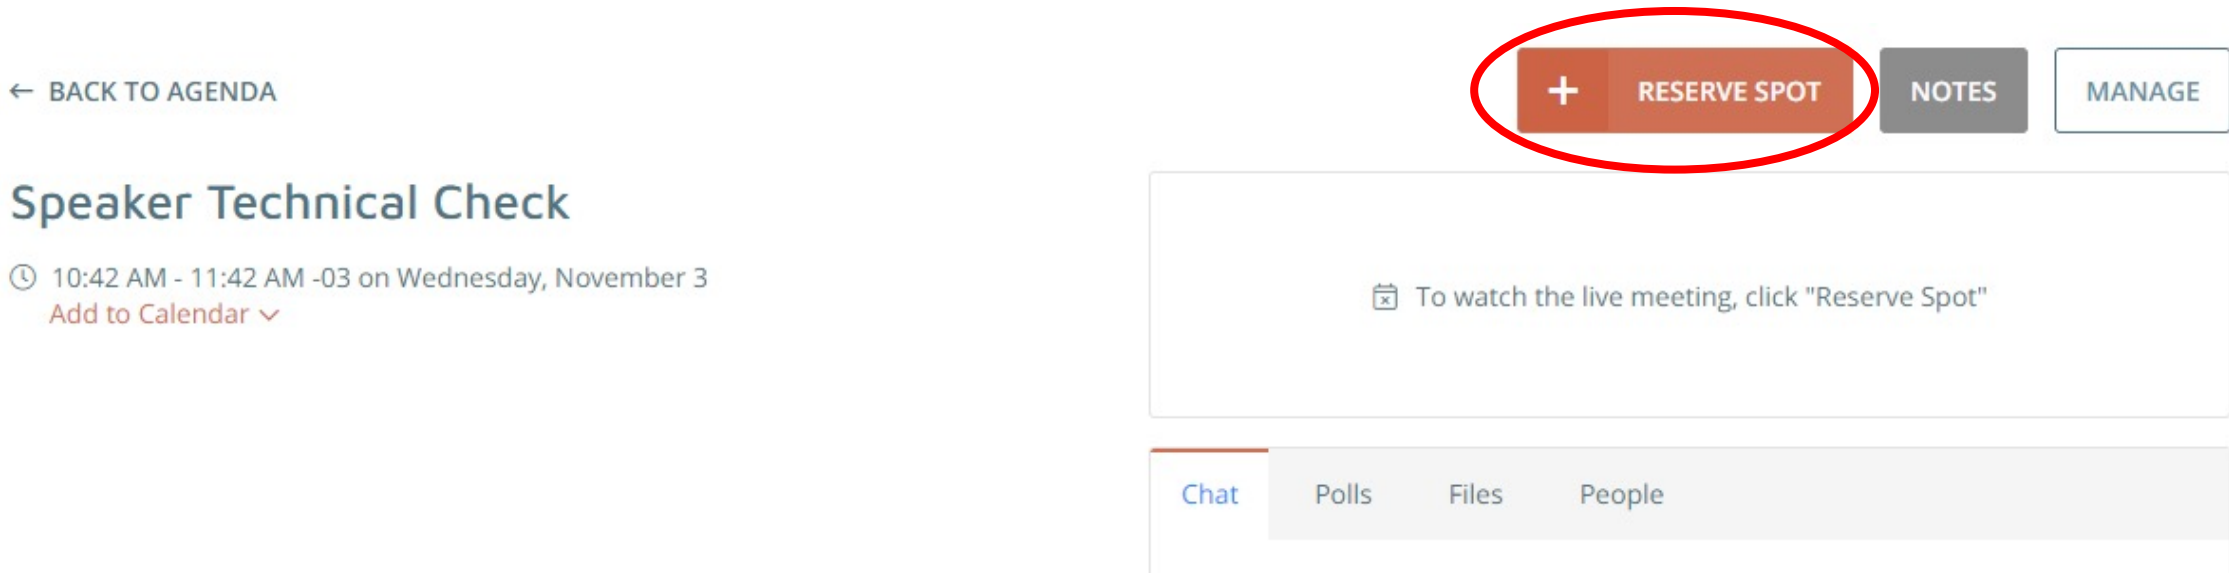 ← BACK TO AGENDA
+ RESERVE SPOT
NOTES
MANAGE
Speaker Technical Check
10:42 AM - 11:42 AM -03 on Wednesday, November 3
Add to Calendar
To watch the live meeting, click "Reserve Spot"
Chat Polls Files People